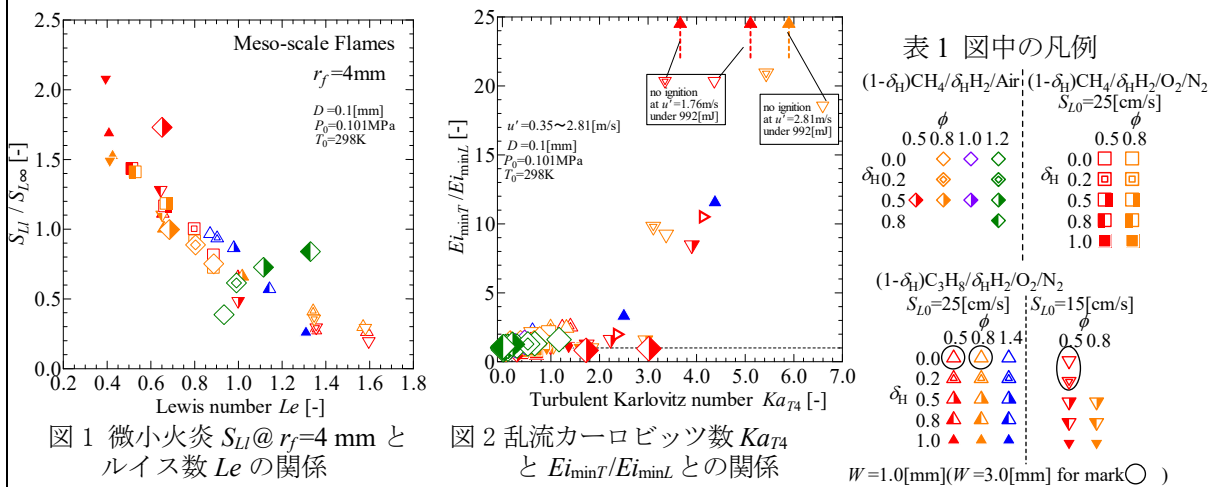 2.5
2.0
1.5
1.0
0.5
0.0
S_Ll / S_L∞ [-]
Meso-scale Flames
r_f=4mm
D=0.1[mm]
P_0=0.101MPa
T_0=298K
0.2 0.4 0.6 0.8 1.0 1.2 1.4 1.6 1.8
Lewis number Le [-]
図 1 微小火炎 S_Ll@r_f=4 mm と
ルイス数 Le の関係
25
20
15
10
5
0
Ei_minT/Ei_minL [-]
no ignition
at u'=1.76m/s
under 992[mJ]
no ignition
at u'=2.81m/s
under 992[mJ]
u'=0.35～2.81[m/s]
D=0.1[mm]
P_0=0.101MPa
T_0=298K
0.0 1.0 2.0 3.0 4.0 5.0 6.0 7.0
Turbulent Karlovitz number Ka_T4 [-]
図 2 乱流カーロビッツ数 Ka_T4
と Ei_minT/Ei_minL との関係
表 1 図中の凡例
(1-δ_H)CH4/δ_HH2/Air
ϕ
0.5 0.8 1.0 1.2
0.0
δ_H 0.2
0.5
0.8
(1-δ_H)CH4/δ_HH2/O2/N2
S_L0=25[cm/s]
ϕ
0.5 0.8
0.0
δ_H 0.2
0.5
0.8
1.0
(1-δ_H)C3H8/δ_HH2/O2/N2
S_L0=25[cm/s] S_L0=15[cm/s]
ϕ ϕ
0.5 0.8 1.4 0.5 0.8
0.0
0.2
δ_H 0.5
0.8
1.0
W=1.0[mm](W=3.0[mm] for mark○ )